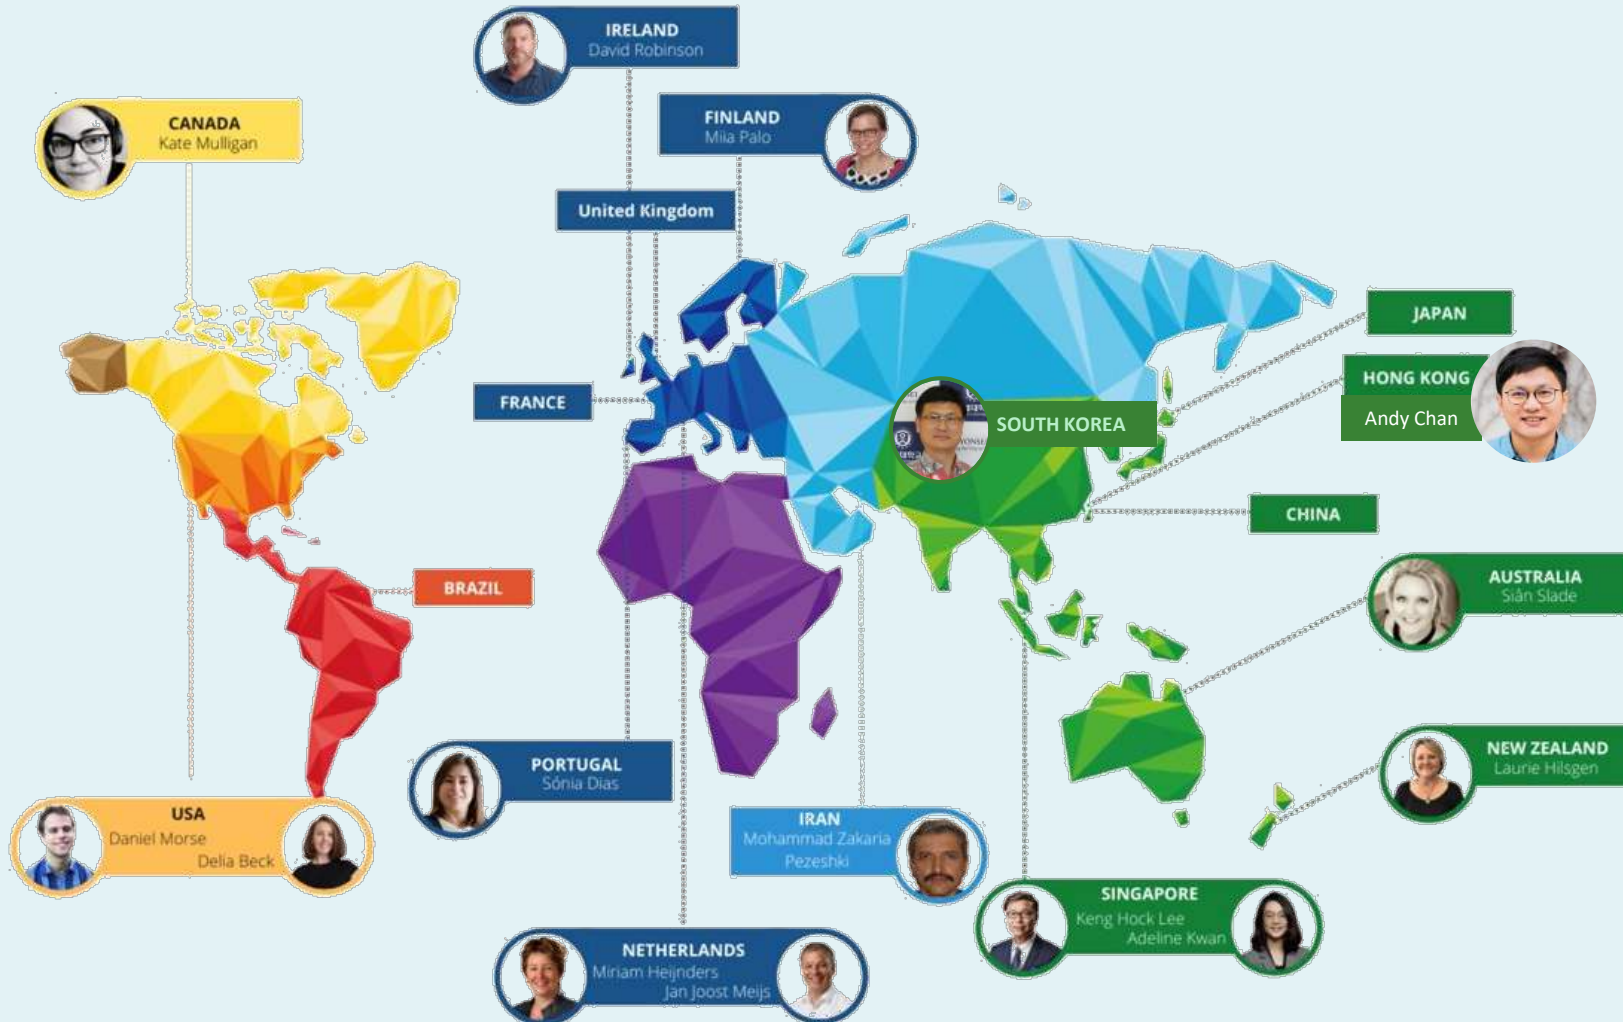 IRELAND
David Robinson
CANADA
Kate Mulligan
FINLAND
Miia Palo
United Kingdom
JAPAN
HONG KONG
Andy Chan
FRANCE
SOUTH KOREA
CHINA
BRAZIL
AUSTRALIA
Siân Slade
PORTUGAL
Sónia Dias
NEW ZEALAND
Laurie Hilsgen
USA
Daniel Morse
Delia Beck
IRAN
Mohammad Zakaria
Pezeshki
SINGAPORE
Keng Hock Lee
Adeline Kwan
NETHERLANDS
Miriam Heijnders
Jan Joost Meijs